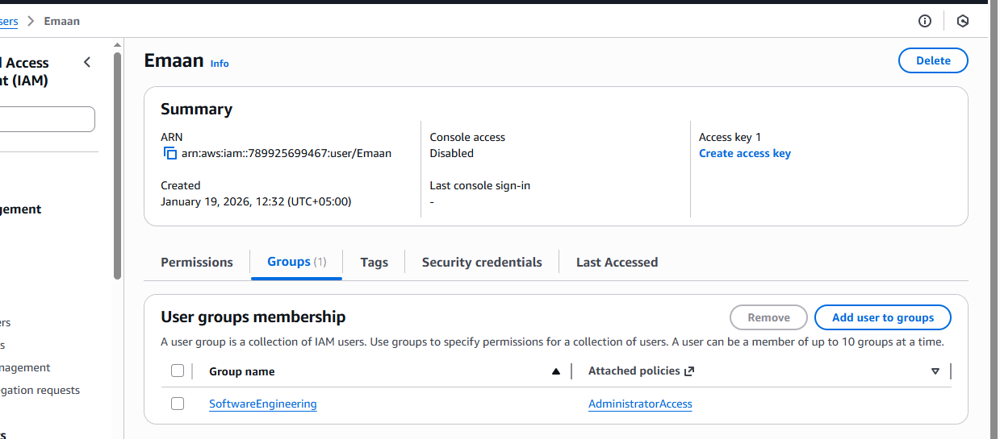 sers > Emaan
l Access
nt (IAM)
gement
ers
s
nagement
gation requests
s
Emaan Info
Delete
Summary
ARN
arn:aws:iam::789925699467:user/Emaan
Created
January 19, 2026, 12:32 (UTC+05:00)
Console access
Disabled
Last console sign-in
-
Access key 1
Create access key
Permissions
Groups (1)
Tags
Security credentials
Last Accessed
User groups membership
Remove
Add user to groups
A user group is a collection of IAM users. Use groups to specify permissions for a collection of users. A user can be a member of up to 10 groups at a time.
Group name
Attached policies
SoftwareEngineering
AdministratorAccess